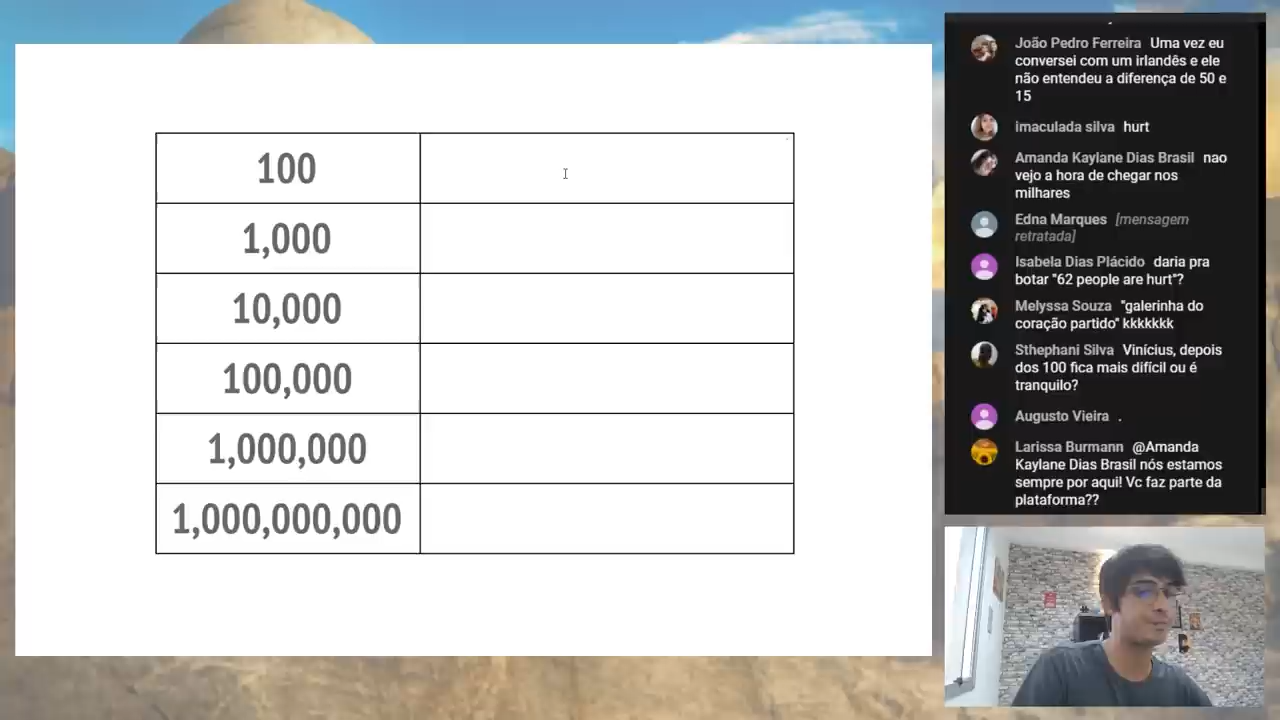 100
1,000
10,000
100,000
1,000,000
1,000,000,000
João Pedro Ferreira Uma vez eu
conversei com um irlandês e ele
não entendeu a diferença de 50 e
15
imaculada silva hurt
Amanda Kaylane Dias Brasil nao
vejo a hora de chegar nos
milhares
Edna Marques [mensagem
retratada]
Isabela Dias Plácido daria pra
botar "62 people are hurt"?
Melyssa Souza "galerinha do
coração partido" kkkkkkk
Sthephani Silva Vinícius, depois
dos 100 fica mais difícil ou é
tranquilo?
Augusto Vieira .
Larissa Burmann @Amanda
Kaylane Dias Brasil nós estamos
sempre por aqui! Vc faz parte da
plataforma??